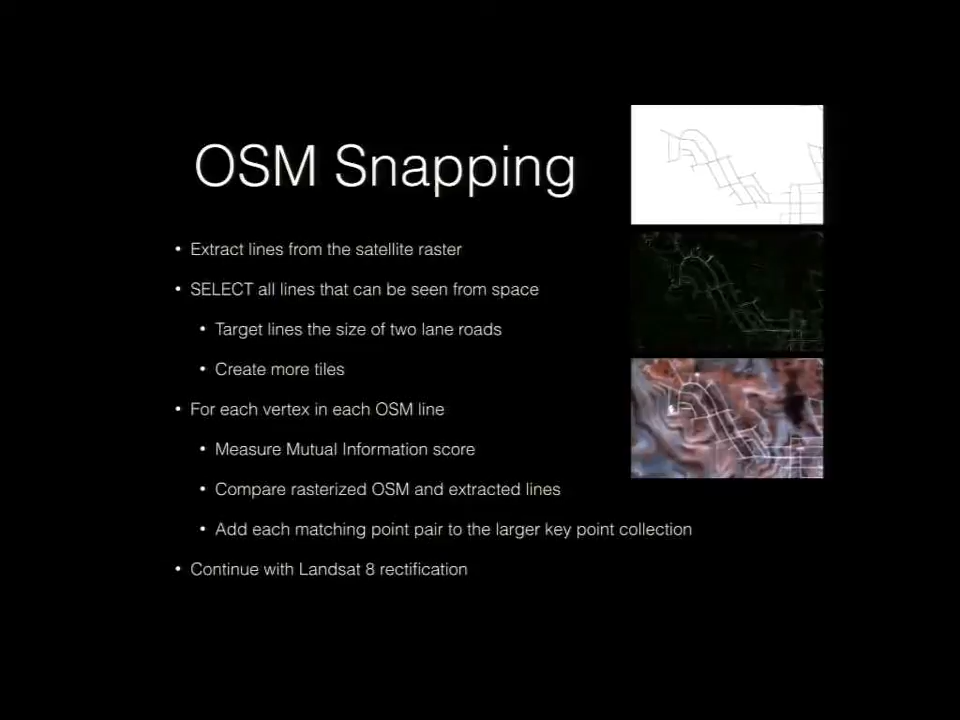 OSM Snapping
• Extract lines from the satellite raster
• SELECT all lines that can be seen from space
• Target lines the size of two lane roads
• Create more tiles
• For each vertex in each OSM line
• Measure Mutual Information score
• Compare rasterized OSM and extracted lines
• Add each matching point pair to the larger key point collection
• Continue with Landsat 8 rectification